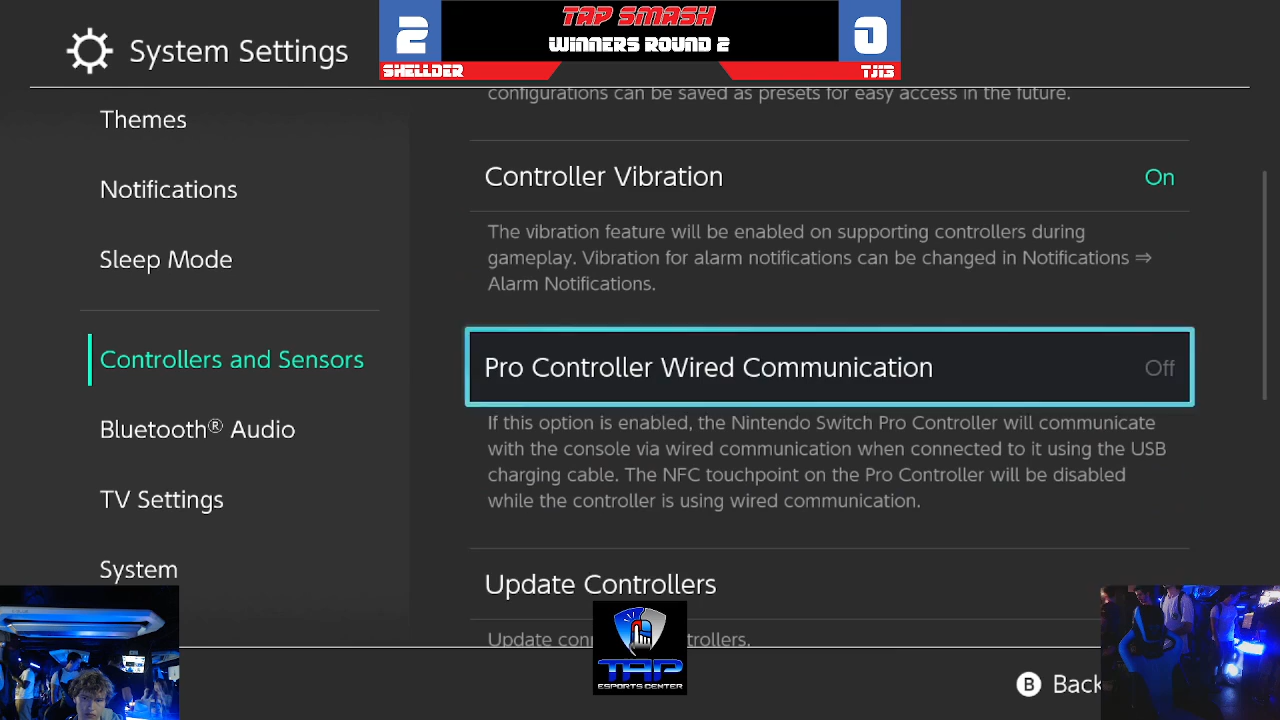 System Settings
2
TAP SMASH
WINNERS ROUND 2
0
SHELLDER
TJ13
Themes
Notifications
Sleep Mode
Controllers and Sensors
Bluetooth® Audio
TV Settings
System
configurations can be saved as presets for easy access in the future.
Controller Vibration
On
The vibration feature will be enabled on supporting controllers during
gameplay. Vibration for alarm notifications can be changed in Notifications ⇒
Alarm Notifications.
Pro Controller Wired Communication
Off
If this option is enabled, the Nintendo Switch Pro Controller will communicate
with the console via wired communication when connected to it using the USB
charging cable. The NFC touchpoint on the Pro Controller will be disabled
while the controller is using wired communication.
Update Controllers
Update con
trollers.
TAP
ESPORTS CENTER
B Back